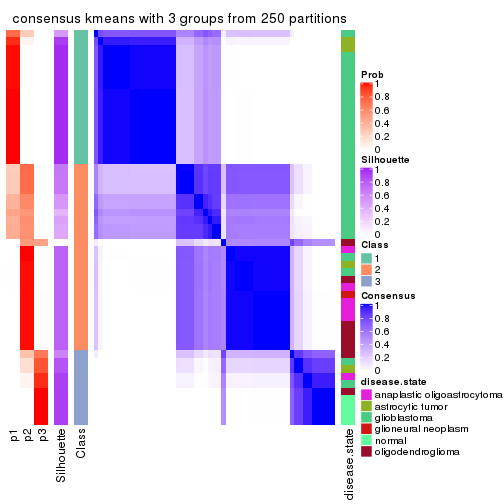 consensus kmeans with 3 groups from 250 partitions
Prob
1
0.8
0.6
0.4
0.2
0
Silhouette
1
0.8
0.6
0.4
0.2
0
Class
1
2
3
Consensus
1
0.8
0.6
0.4
0.2
0
disease.state
anaplastic oligoastrocytoma
astrocytic tumor
glioblastoma
glioneural neoplasm
normal
oligodendroglioma
p1
p2
p3
Silhouette
Class
disease.state